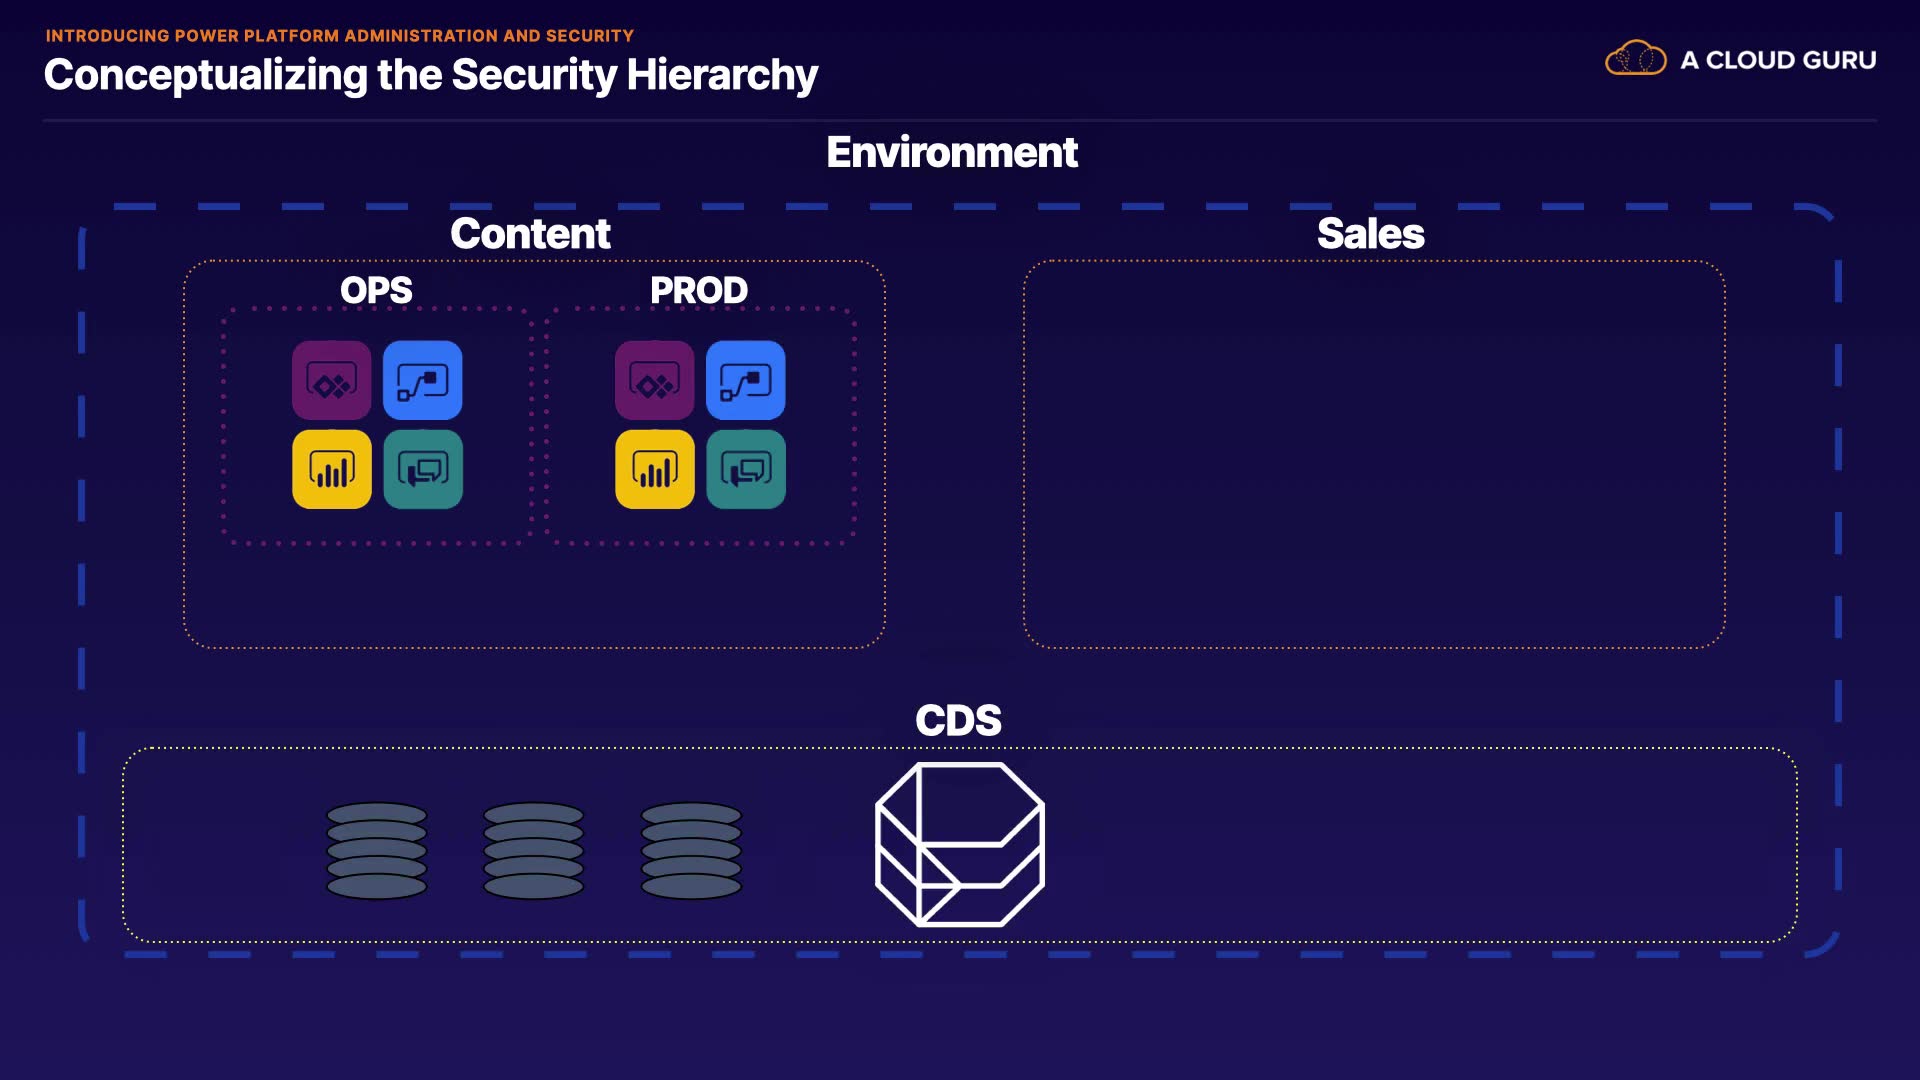 INTRODUCING POWER PLATFORM ADMINISTRATION AND SECURITY
Conceptualizing the Security Hierarchy
A CLOUD GURU
Environment
Content
Sales
OPS
PROD
CDS